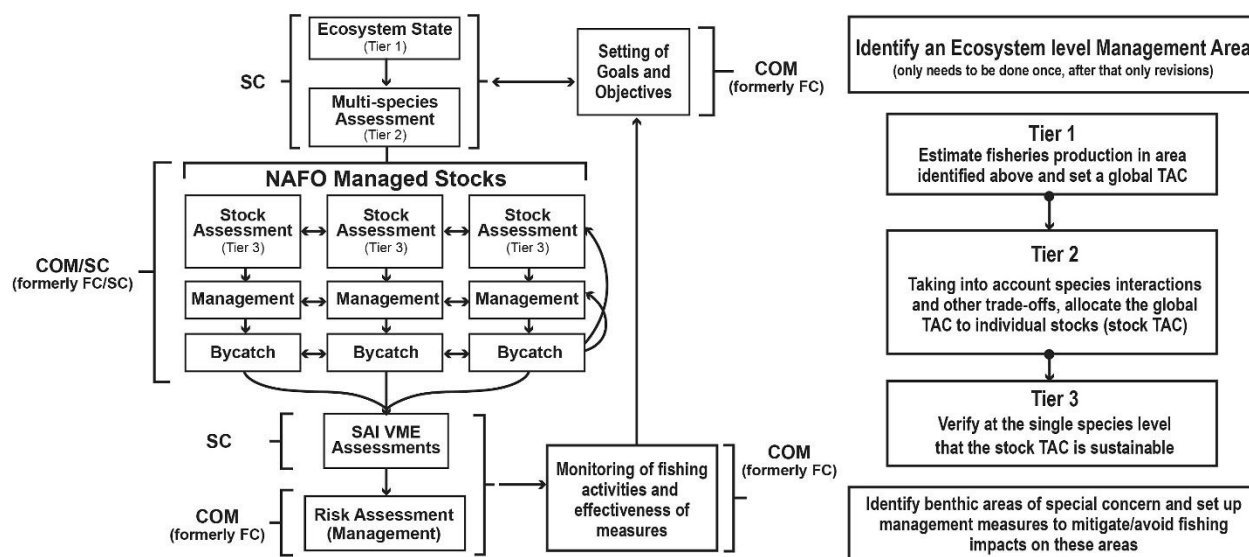 Ecosystem State
(Tier 1)
SC
Multi-species
Assessment
(Tier 2)
Setting of
Goals and
Objectives
COM
(formerly FC)
NAFO Managed Stocks
COM/SC
(formerly FC/SC)
Stock
Assessment
(Tier 3)
Stock
Assessment
(Tier 3)
Stock
Assessment
(Tier 3)
Management
Management
Management
Bycatch
Bycatch
Bycatch
SC
SAI VME
Assessments
COM
(formerly FC)
Risk Assessment
(Management)
Monitoring of fishing
activities and
effectiveness of
measures
COM
(formerly FC)
Identify an Ecosystem level Management Area
(only needs to be done once, after that only revisions)
Tier 1
Estimate fisheries production in area
identified above and set a global TAC
Tier 2
Taking into account species interactions
and other trade-offs, allocate the global
TAC to individual stocks (stock TAC)
Tier 3
Verify at the single species level
that the stock TAC is sustainable
Identify benthic areas of special concern and set up
management measures to mitigate/avoid fishing
impacts on these areas